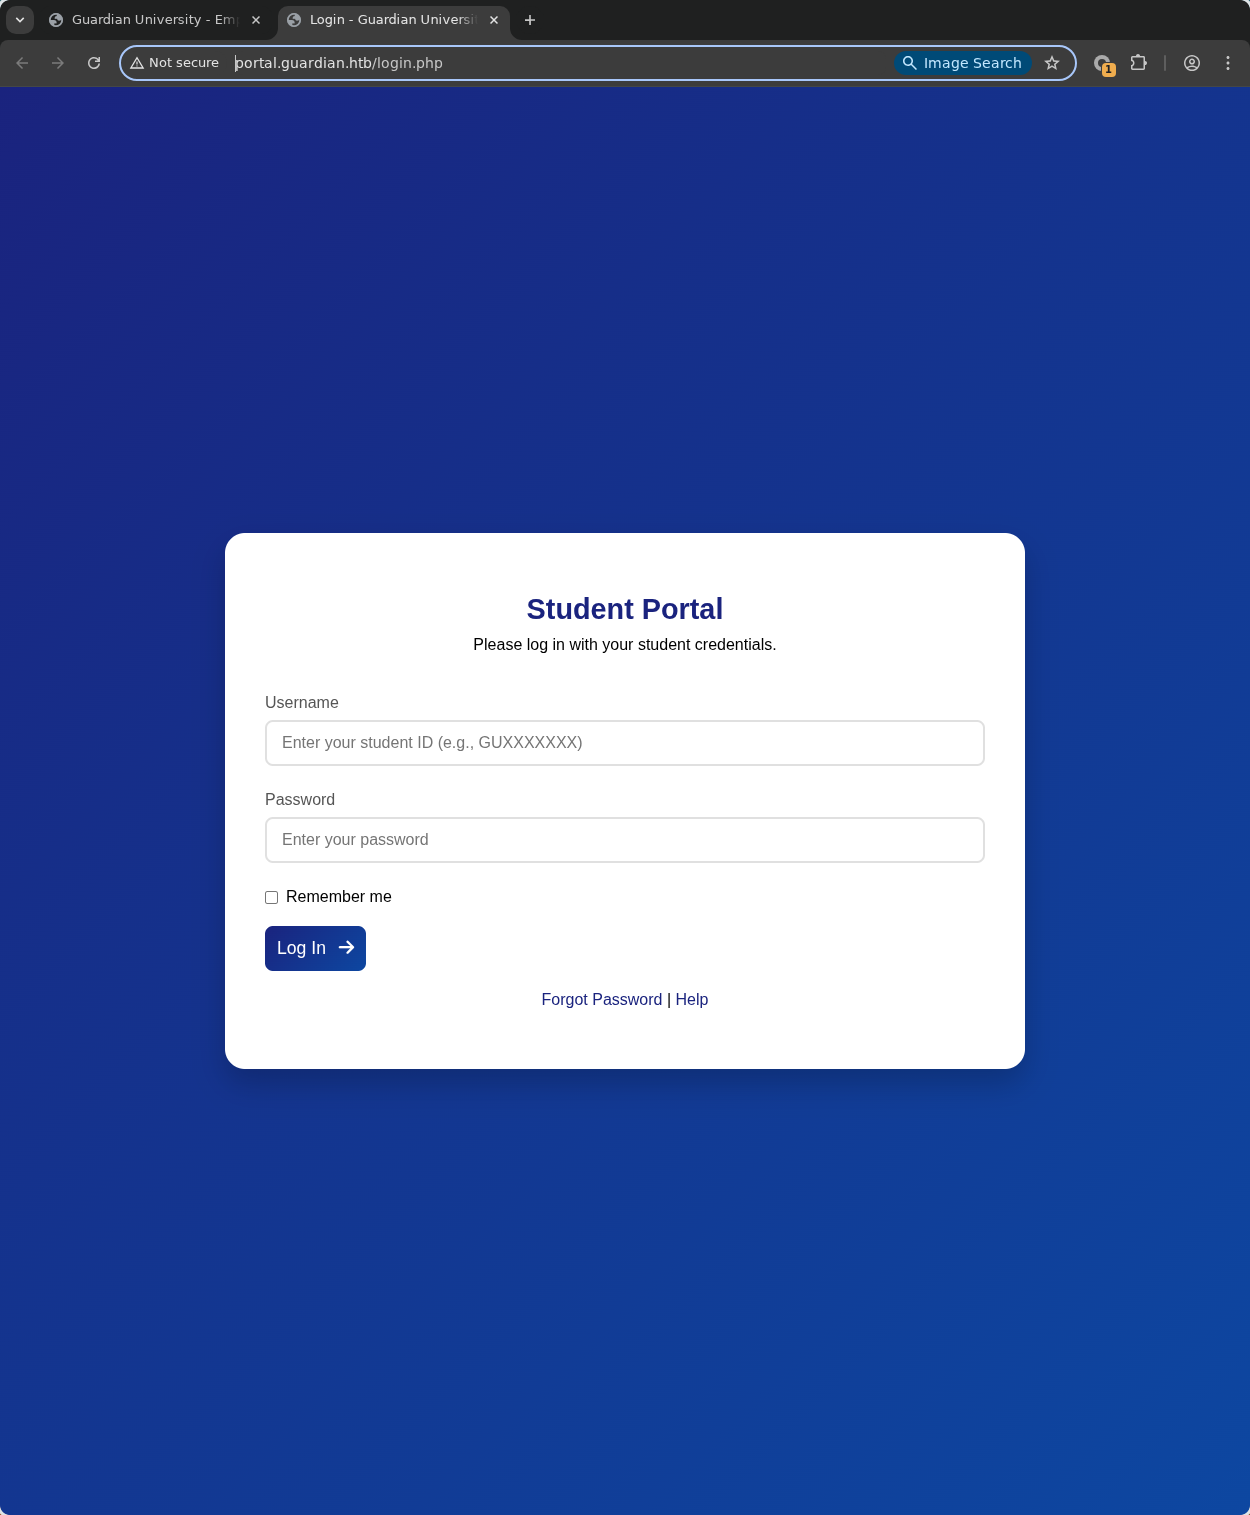 Guardian University - Em
Login - Guardian Universi
Not secure
portal.guardian.htb/login.php
Image Search
1
Student Portal
Please log in with your student credentials.
Username
Enter your student ID (e.g., GUXXXXXXX)
Password
Enter your password
Remember me
Log In
Forgot Password | Help